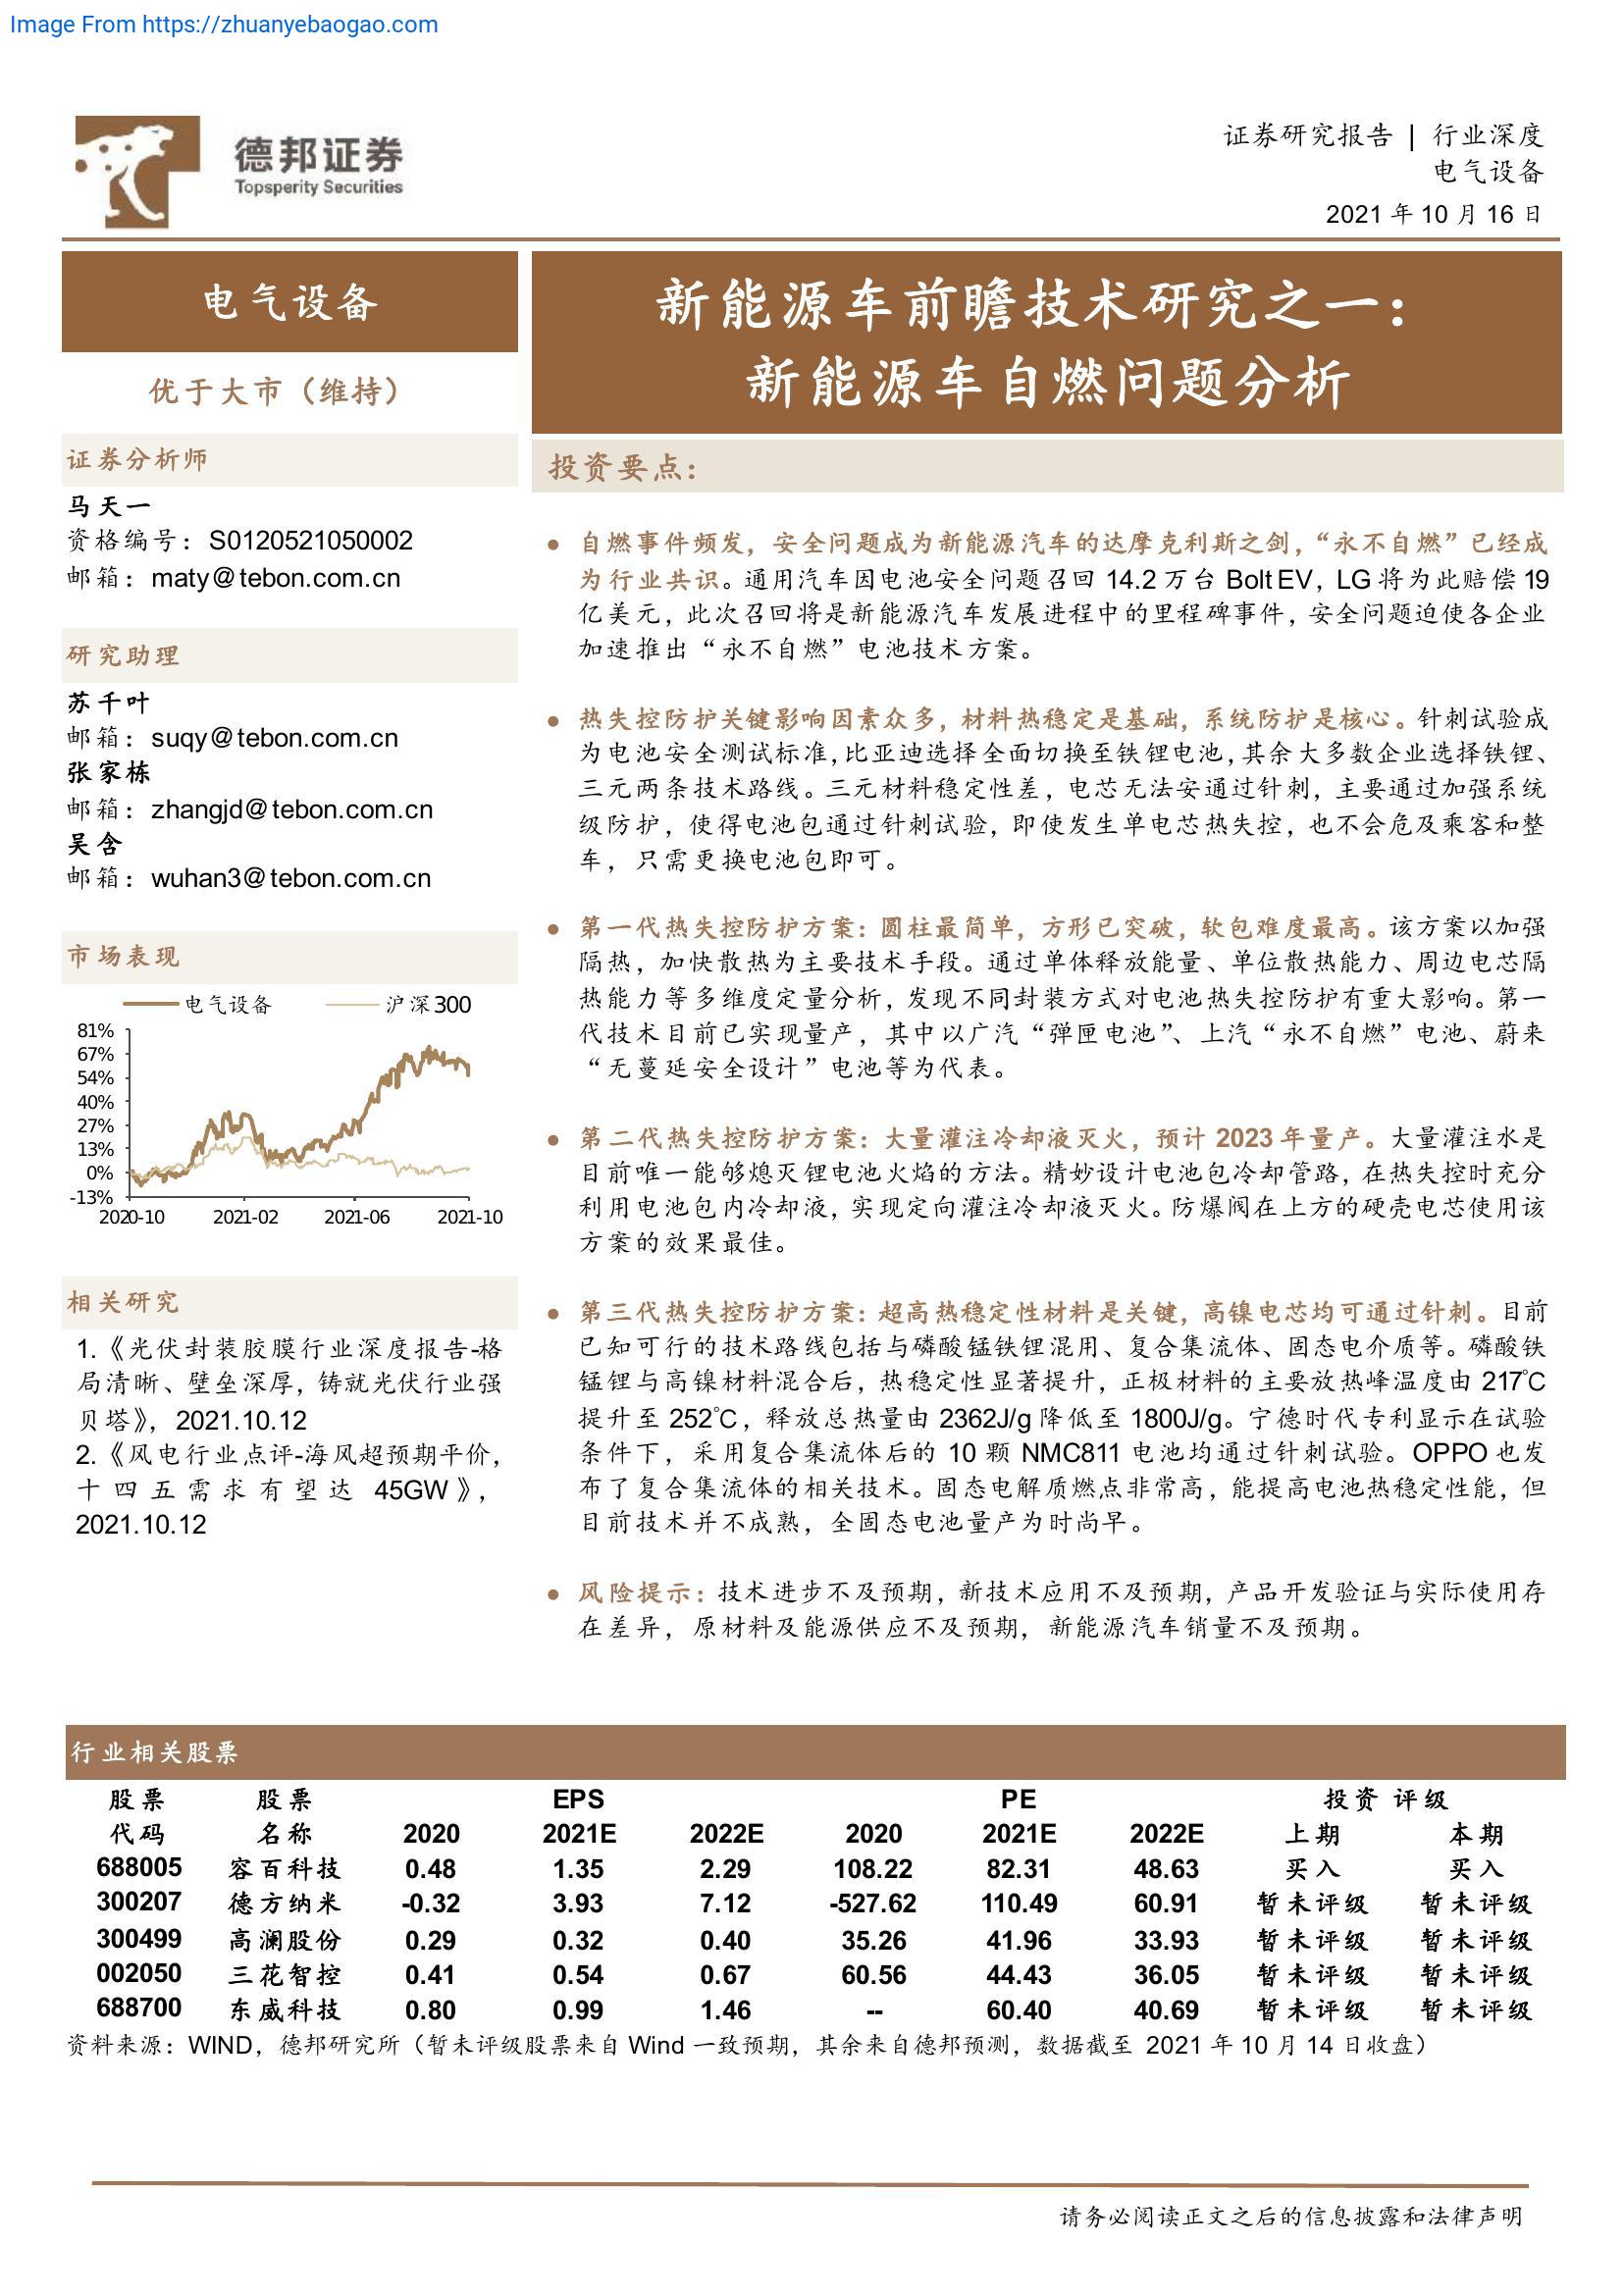 Image From https://zhuanyebaogao.com
德邦证券
Topsperity Securities
证券研究报告 | 行业深度
电气设备
2021 年 10 月 16 日
电气设备
优于大市（维持）
证券分析师
马天一
资格编号：S0120521050002
邮箱：maty@tebon.com.cn
研究助理
苏千叶
邮箱：suqy@tebon.com.cn
张家栋
邮箱：zhangjd@tebon.com.cn
吴含
邮箱：wuhan3@tebon.com.cn
市场表现
电气设备 沪深300
81%
67%
54%
40%
27%
13%
0%
-13%
2020-10 2021-02 2021-06 2021-10
相关研究
1.《光伏封装胶膜行业深度报告-格
局清晰、壁垒深厚，铸就光伏行业强
贝塔》，2021.10.12
2.《风电行业点评-海风超预期平价，
十四五需求有望达 45GW》，
2021.10.12
新能源车前瞻技术研究之一：
新能源车自燃问题分析
投资要点：
● 自燃事件频发，安全问题成为新能源汽车的达摩克利斯之剑，“永不自燃”已经成
为行业共识。通用汽车因电池安全问题召回 14.2 万台 Bolt EV，LG 将为此赔偿 19
亿美元，此次召回将是新能源汽车发展进程中的里程碑事件，安全问题迫使各企业
加速推出“永不自燃”电池技术方案。
● 热失控防护关键影响因素众多，材料热稳定是基础，系统防护是核心。针刺试验成
为电池安全测试标准，比亚迪选择全面切换至铁锂电池，其余大多数企业选择铁锂、
三元两条技术路线。三元材料稳定性差，电芯无法安通过针刺，主要通过加强系统
级防护，使得电池包通过针刺试验，即使发生单电芯热失控，也不会危及乘客和整
车，只需更换电池包即可。
● 第一代热失控防护方案：圆柱最简单，方形已突破，软包难度最高。该方案以加强
隔热，加快散热为主要技术手段。通过单体释放能量、单位散热能力、周边电芯隔
热能力等多维度定量分析，发现不同封装方式对电池热失控防护有重大影响。第一
代技术目前已实现量产，其中以广汽“弹匣电池”、上汽“永不自燃”电池、蔚来
“无蔓延安全设计”电池等为代表。
● 第二代热失控防护方案：大量灌注冷却液灭火，预计 2023 年量产。大量灌注水是
目前唯一能够熄灭锂电池火焰的方法。精妙设计电池包冷却管路，在热失控时充分
利用电池包内冷却液，实现定向灌注冷却液灭火。防爆阀在上方的硬壳电芯使用该
方案的效果最佳。
● 第三代热失控防护方案：超高热稳定性材料是关键，高镍电芯均可通过针刺。目前
已知可行的技术路线包括与磷酸锰铁锂混用、复合集流体、固态电介质等。磷酸铁
锰锂与高镍材料混合后，热稳定性显著提升，正极材料的主要放热峰温度由 217℃
提升至 252℃，释放总热量由 2362J/g 降低至 1800J/g。宁德时代专利显示在试验
条件下，采用复合集流体后的 10 颗 NMC811 电池均通过针刺试验。OPPO 也发
布了复合集流体的相关技术。固态电解质燃点非常高，能提高电池热稳定性能，但
目前技术并不成熟，全固态电池量产为时尚早。
● 风险提示：技术进步不及预期，新技术应用不及预期，产品开发验证与实际使用存
在差异，原材料及能源供应不及预期，新能源汽车销量不及预期。
行业相关股票
股票 股票 EPS PE 投资评级
代码 名称 2020 2021E 2022E 2020 2021E 2022E 上期 本期
688005 容百科技 0.48 1.35 2.29 108.22 82.31 48.63 买入 买入
300207 德方纳米 -0.32 3.93 7.12 -527.62 110.49 60.91 暂未评级 暂未评级
300499 高澜股份 0.29 0.32 0.40 35.26 41.96 33.93 暂未评级 暂未评级
002050 三花智控 0.41 0.54 0.67 60.56 44.43 36.05 暂未评级 暂未评级
688700 东威科技 0.80 0.99 1.46 -- 60.40 40.69 暂未评级 暂未评级
资料来源：WIND，德邦研究所（暂未评级股票来自 Wind 一致预期，其余来自德邦预测，数据截至 2021 年 10 月 14 日收盘）
请务必阅读正文之后的信息披露和法律声明